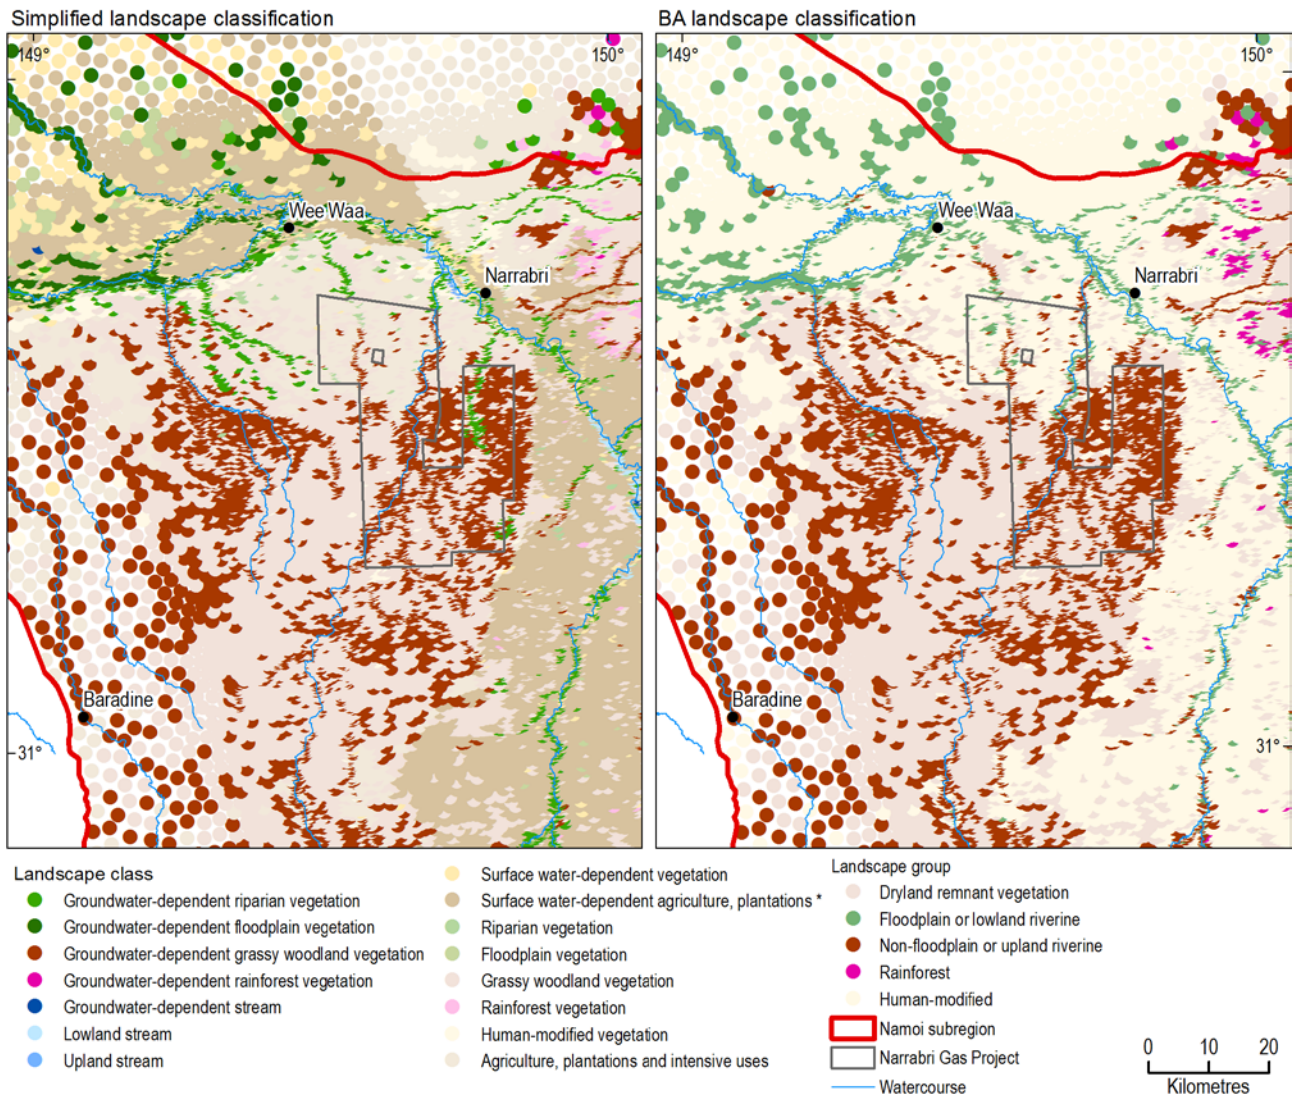 Simplified landscape classification
BA landscape classification
149°
150°
149°
150°
Wee Waa
Wee Waa
Narrabri
Narrabri
Baradine
Baradine
31°
31°
Landscape class
Groundwater-dependent riparian vegetation
Groundwater-dependent floodplain vegetation
Groundwater-dependent grassy woodland vegetation
Groundwater-dependent rainforest vegetation
Groundwater-dependent stream
Lowland stream
Upland stream
Surface water-dependent vegetation
Surface water-dependent agriculture, plantations *
Riparian vegetation
Floodplain vegetation
Grassy woodland vegetation
Rainforest vegetation
Human-modified vegetation
Agriculture, plantations and intensive uses
Landscape group
Dryland remnant vegetation
Floodplain or lowland riverine
Non-floodplain or upland riverine
Rainforest
Human-modified
Namoi subregion
Narrabri Gas Project
Watercourse
0 10 20
Kilometres